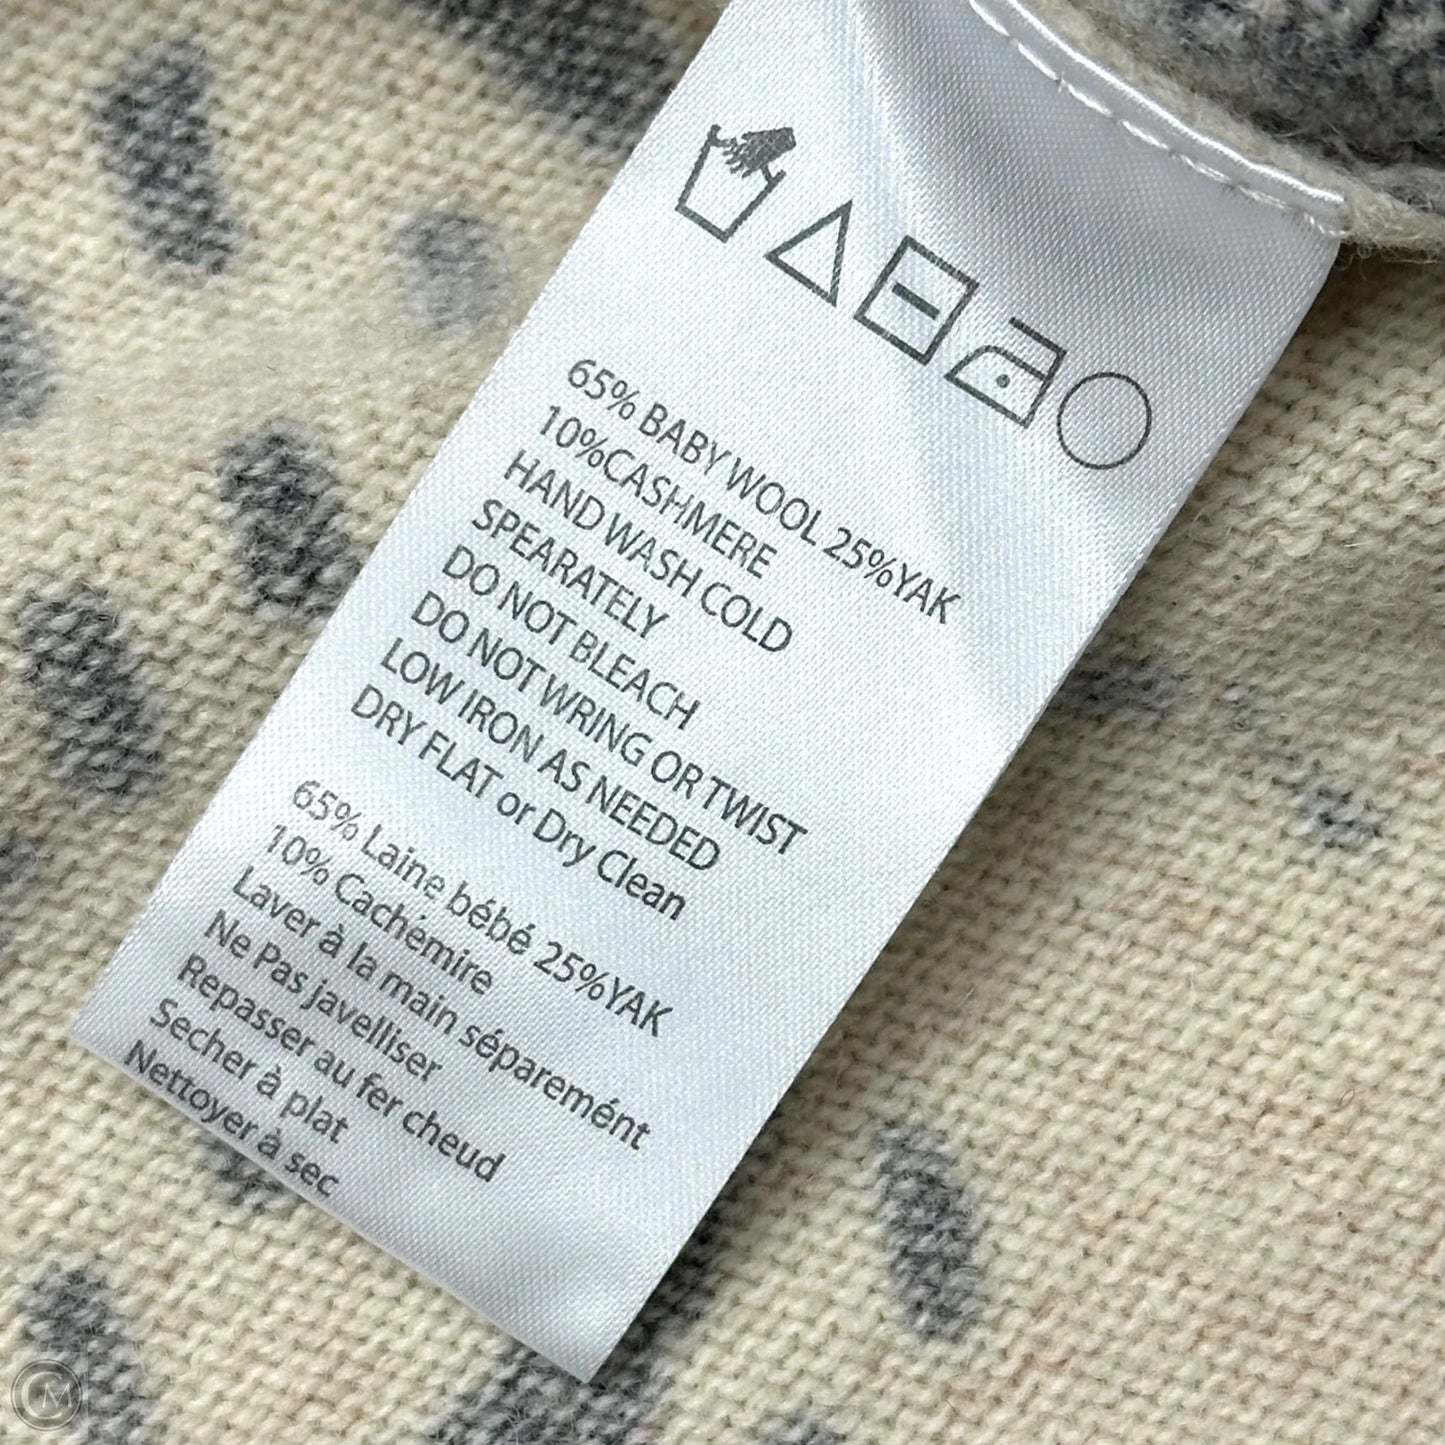 65% BABY WOOL 25%YAK
10%CASHMERE
HAND WASH COLD
SPEARATELY
DO NOT BLEACH
DO NOT WRING OR TWIST
LOW IRON AS NEEDED
DRY FLAT or Dry Clean
65% Laine bébé 25%YAK
10% Cachémire
Laver à la main séparemént
Ne Pas javelliser
Repasser au fer cheud
Secher à plat
Nettoyer à sec
CM